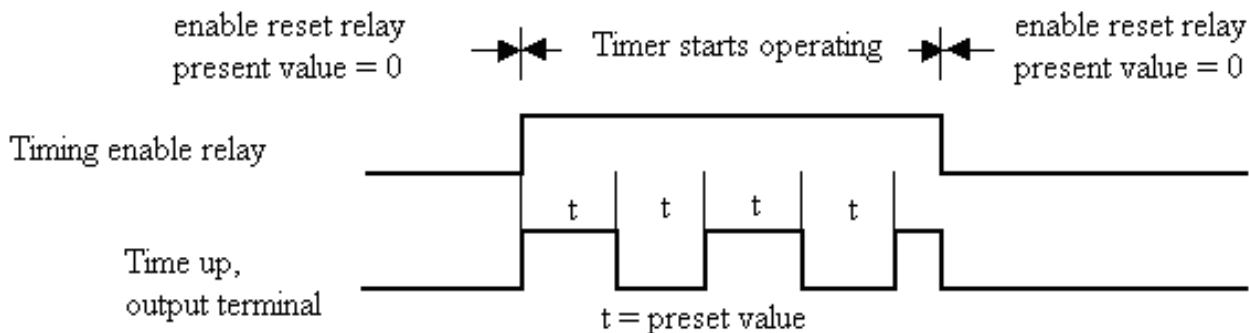 enable reset relay
present value = 0
Timer starts operating
enable reset relay
present value = 0
Timing enable relay
t
t
t
t
Time up,
output terminal
t = preset value